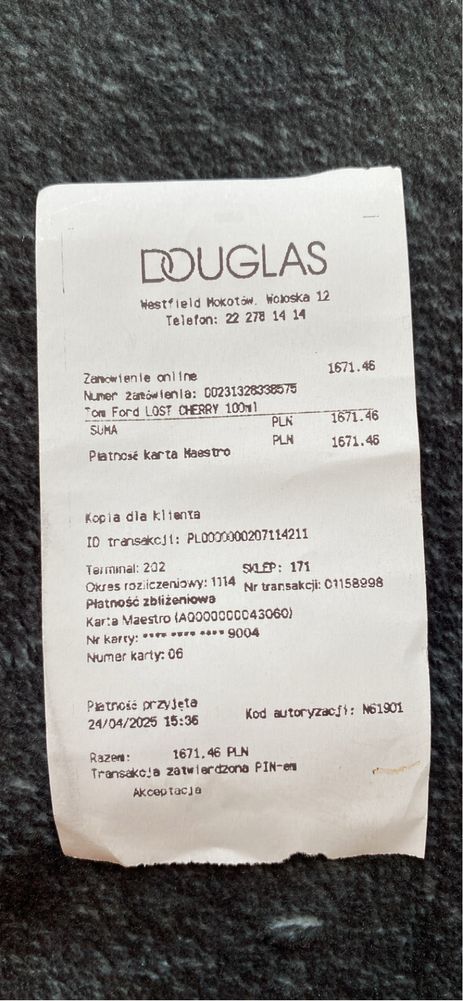 DOUGLAS
Westfield Mokotów. Wołoska 12
Telefon: 22 278 14 14
Zamówienie online 1671.46
Numer zamówienia: 00231328338575
Tom Ford LOST CHERRY 100ml
SUMA PLN 1671.46
Płatność karta Maestro PLN 1671.46
Kopia dla klienta
ID transakcji: PL0000000207114211
Terminal: 202 SKLEP: 171
Okres rozliczeniowy: 1114 Nr transakcji: 01158998
Płatność zbliżeniowa
Karta Maestro (A0000000043060)
Nr karty: **** **** **** 9004
Numer karty: 06
Płatność przyjęta
24/04/2025 15:36 Kod autoryzacji: N61901
Razem: 1671,46 PLN
Transakcja zatwierdzona PIN-em
Akceptacja